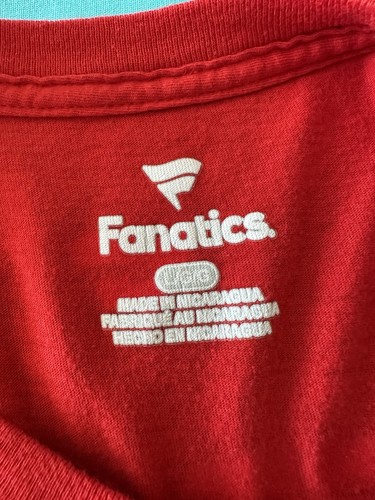 Fanatics.
MADE IN NICARAGUA
FABRIQUÉ AU NICARAGUA
HECHO EN NICARAGUA